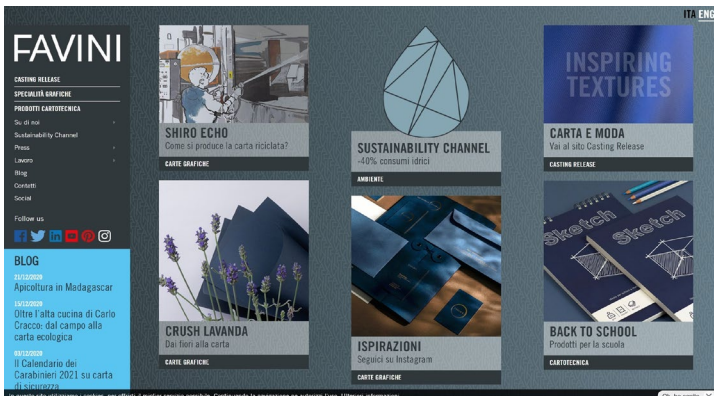 ITA ENG
FAVINI
CASTING RELEASE
SPECIALITÀ GRAFICHE
PRODOTTI CARTOTECNICA
Su di noi
Sustainability Channel
Press
Lavoro
Blog
Contatti
Social
Follow us
BLOG
21/12/2020
Apicoltura in Madagascar
15/12/2020
Oltre l'alta cucina di Carlo
Cracco: dal campo alla
carta ecologica
03/12/2020
Il Calendario dei
Carabinieri 2021 su carta
di sicurezza
SHIRO ECHO
Come si produce la carta riciclata?
CARTE GRAFICHE
SUSTAINABILITY CHANNEL
-40% consumi idrici
AMBIENTE
INSPIRING
TEXTURES
CARTA E MODA
Vai al sito Casting Release
CASTING RELEASE
CRUSH LAVANDA
Dai fiori alla carta
CARTE GRAFICHE
ISPIRAZIONI
Seguici su Instagram
CARTE GRAFICHE
Sketch
Sketch
BACK TO SCHOOL
Prodotti per la scuola
CARTOTECNICA